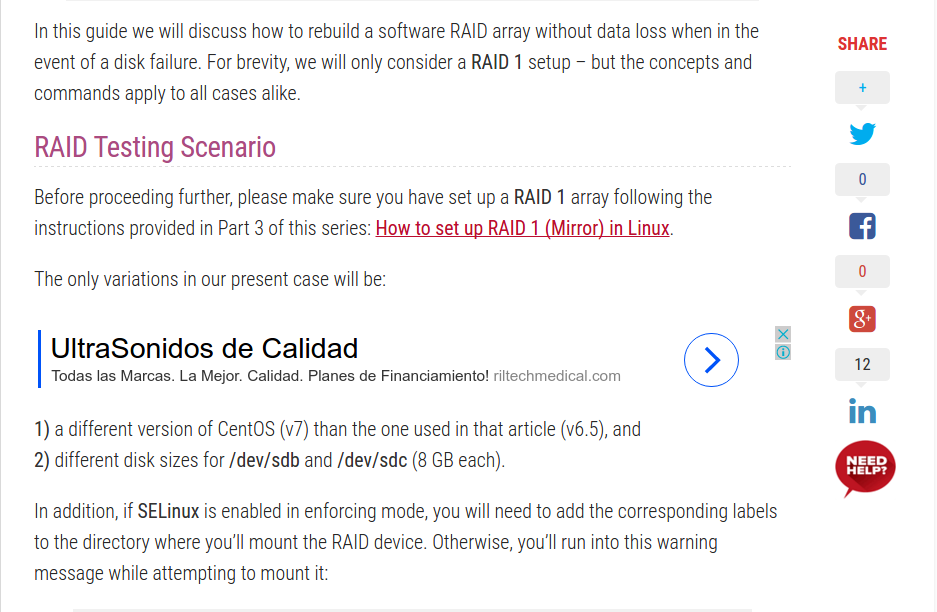 In this guide we will discuss how to rebuild a software RAID array without data loss when in the
event of a disk failure. For brevity, we will only consider a RAID 1 setup – but the concepts and
commands apply to all cases alike.
RAID Testing Scenario
Before proceeding further, please make sure you have set up a RAID 1 array following the
instructions provided in Part 3 of this series: How to set up RAID 1 (Mirror) in Linux.
The only variations in our present case will be:
UltraSonidos de Calidad
Todas las Marcas. La Mejor. Calidad. Planes de Financiamiento! riltechmedical.com
1) a different version of CentOS (v7) than the one used in that article (v6.5), and
2) different disk sizes for /dev/sdb and /dev/sdc (8 GB each).
In addition, if SELinux is enabled in enforcing mode, you will need to add the corresponding labels
to the directory where you’ll mount the RAID device. Otherwise, you’ll run into this warning
message while attempting to mount it:
SHARE
+
0
0
g+
12
in
NEED
HELP?